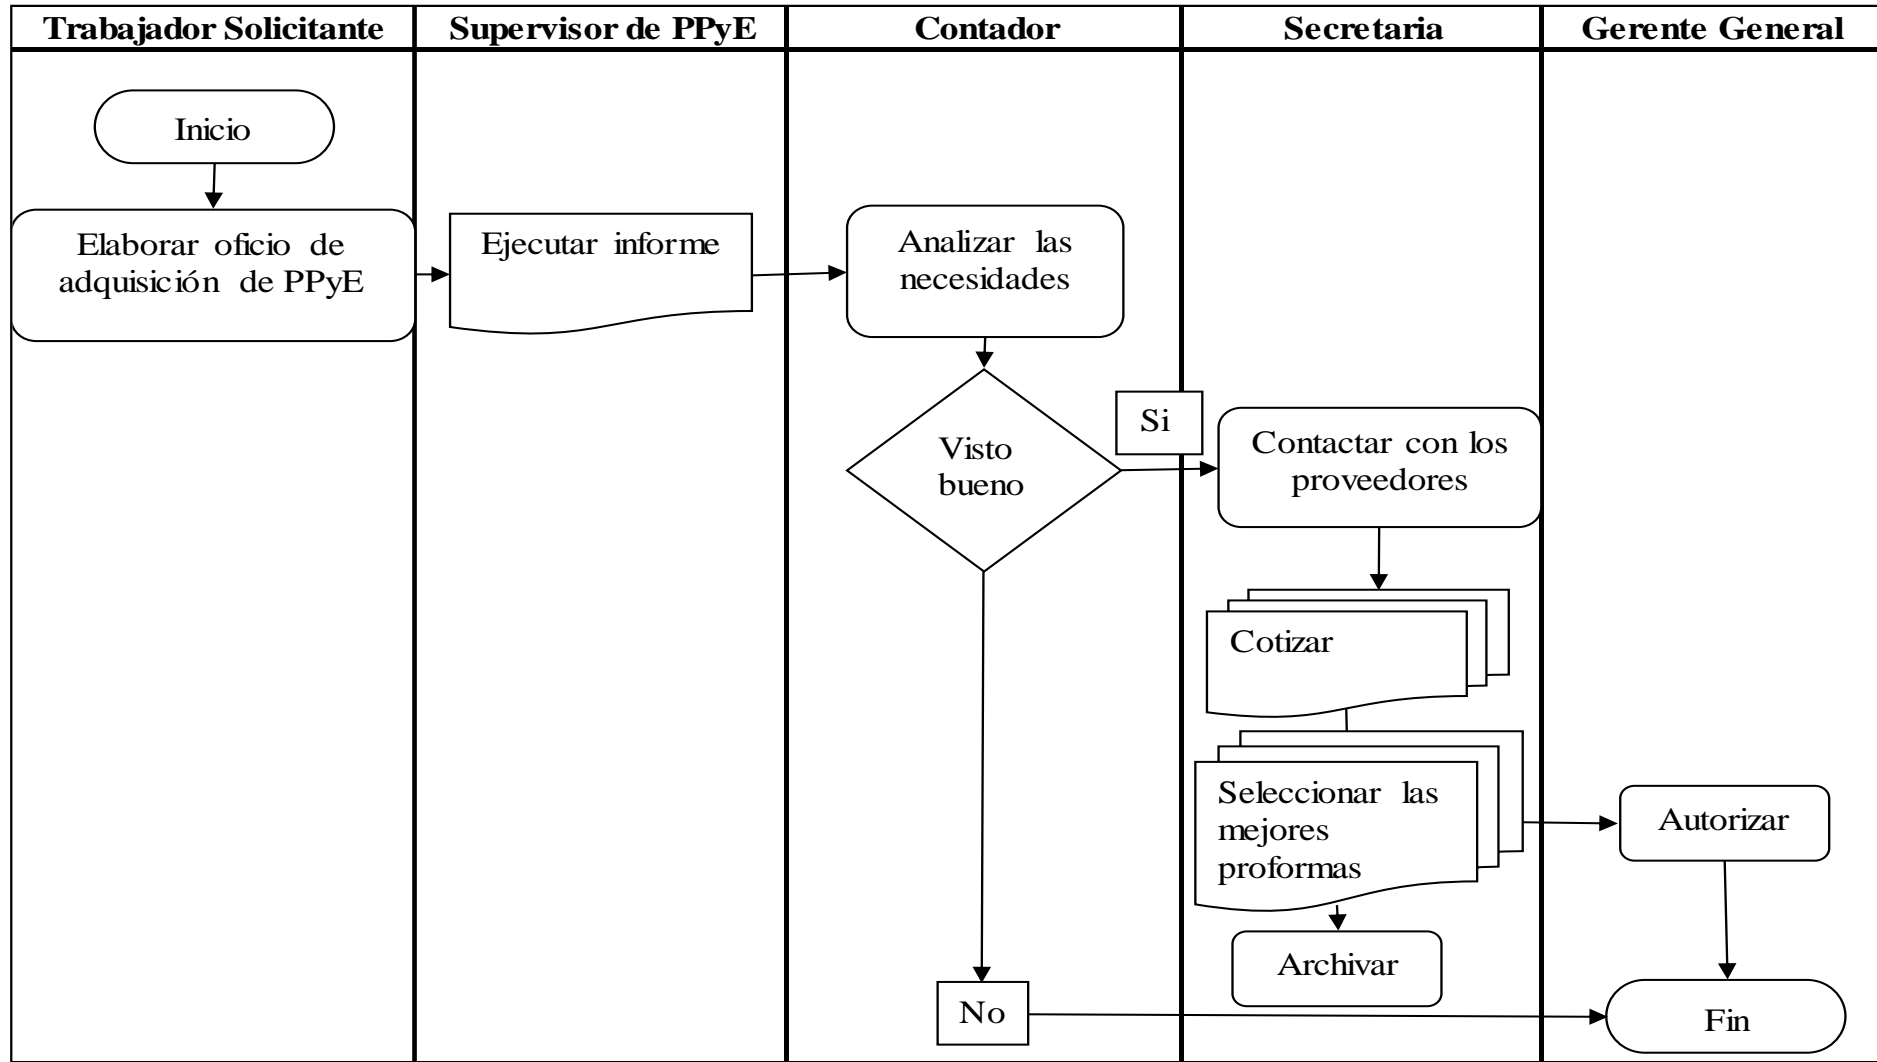 Trabajador Solicitante
Supervisor de PPyE
Contador
Secretaria
Gerente General
Inicio
Elaborar oficio de
adquisición de PPyE
Ejecutar informe
Analizar las
necesidades
Visto
bueno
Si
Contactar con los
proveedores
Cotizar
Seleccionar las
mejores
proformas
Autorizar
Archivar
No
Fin